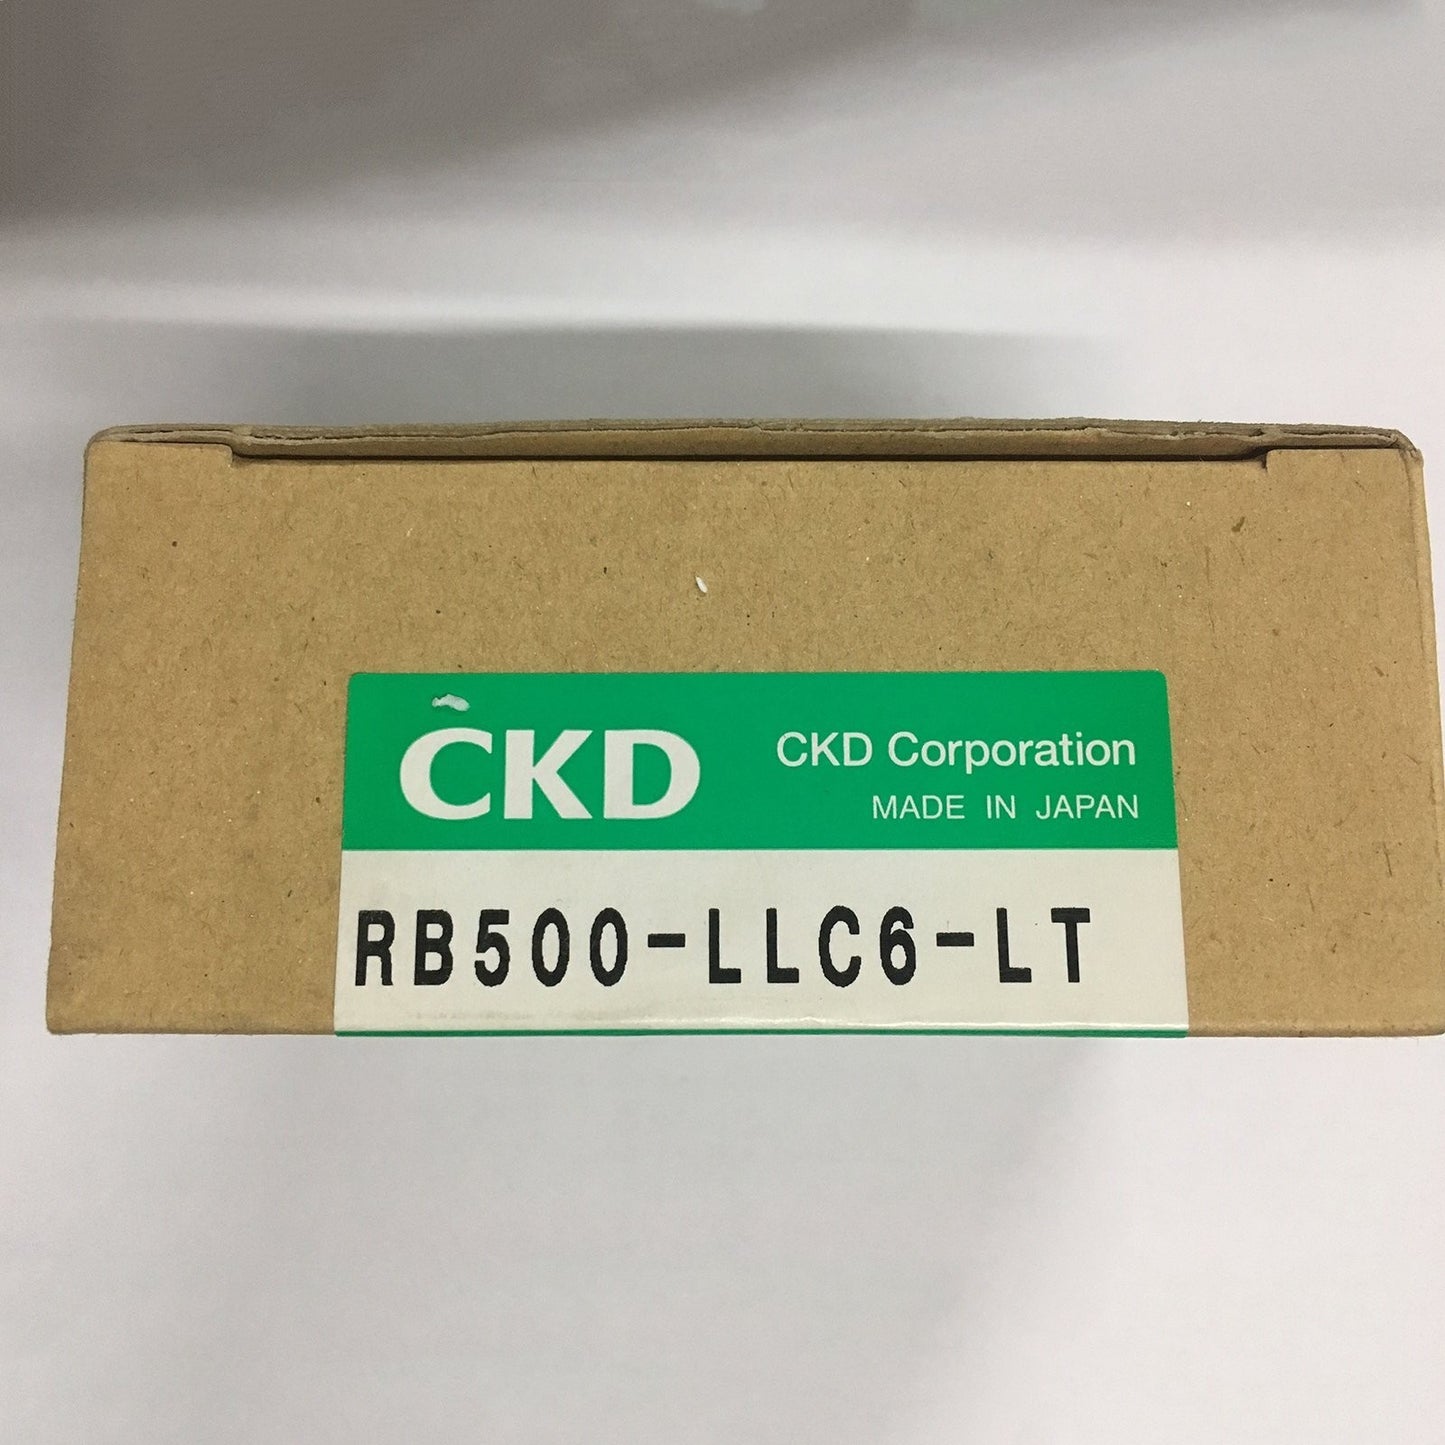 CKD
CKD Corporation
MADE IN JAPAN
RB500-LLC6-LT